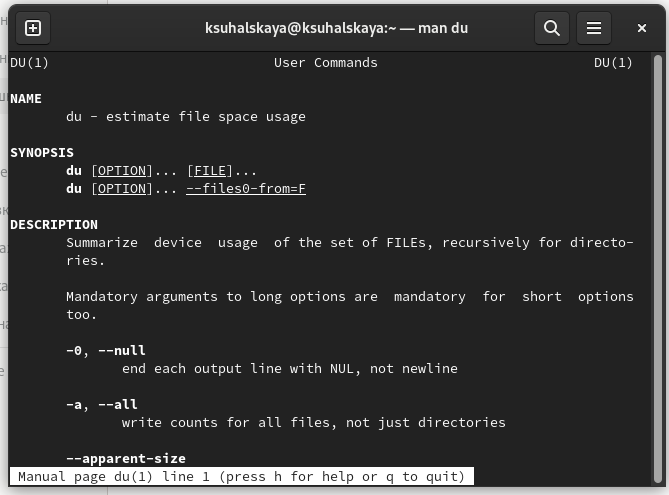 ksuhalskaya@ksuhalskaya:~ — man du
DU(1) User Commands DU(1)
NAME
du - estimate file space usage
SYNOPSIS
du [OPTION]... [FILE]...
du [OPTION]... --files0-from=F
DESCRIPTION
Summarize device usage of the set of FILEs, recursively for directo-
ries.
Mandatory arguments to long options are mandatory for short options
too.
-0, --null
end each output line with NUL, not newline
-a, --all
write counts for all files, not just directories
--apparent-size
Manual page du(1) line 1 (press h for help or q to quit)